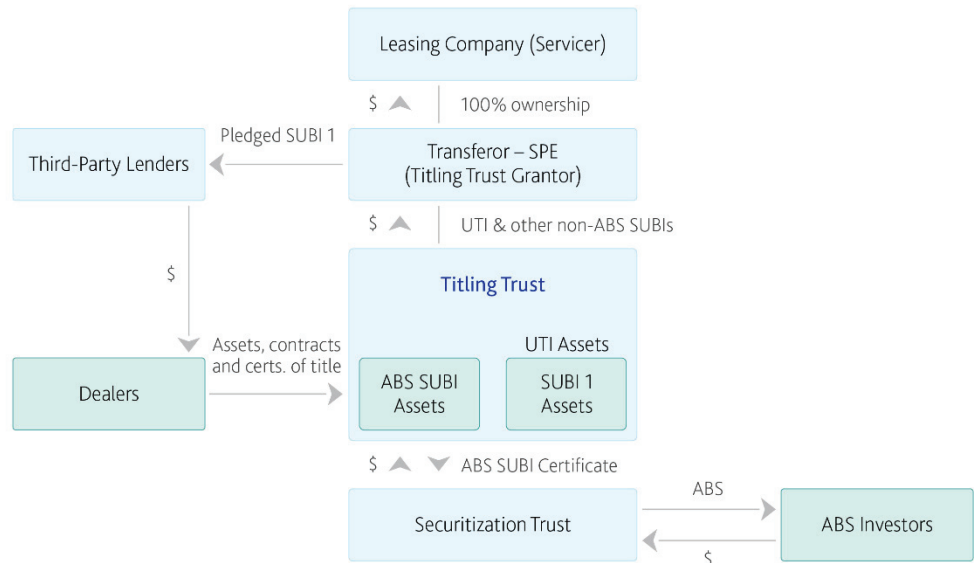 Leasing Company (Servicer)
$
100% ownership
Pledged SUBI 1
Third-Party Lenders
Transferor – SPE
(Titling Trust Grantor)
$
UTI & other non-ABS SUBIs
$
Titling Trust
Assets, contracts
and certs. of title
UTI Assets
Dealers
ABS SUBI
Assets
SUBI 1
Assets
$
ABS SUBI Certificate
Securitization Trust
ABS
$
ABS Investors